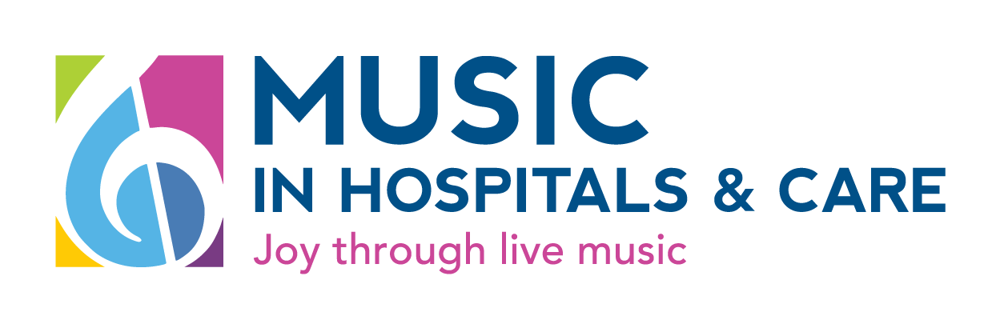 MUSIC
IN HOSPITALS & CARE
Joy through live music